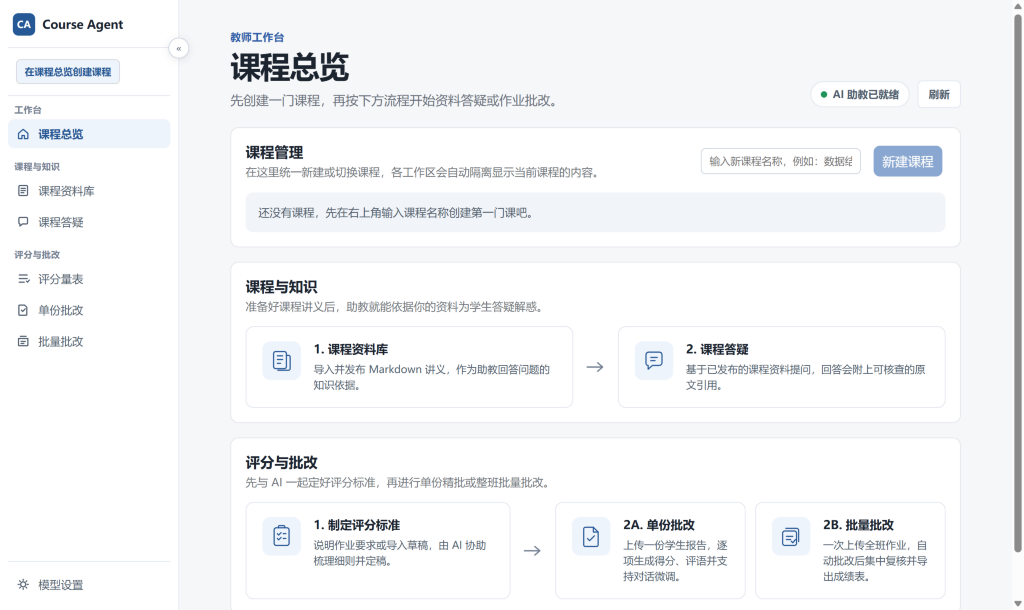 CA Course Agent
«
在课程总览创建课程
工作台
课程总览
课程与知识
课程资料库
课程答疑
评分与批改
评分量表
单份批改
批量批改
模型设置
教师工作台
课程总览
先创建一门课程，再按下方流程开始资料答疑或作业批改。
AI 助教已就绪
刷新
课程管理
在这里统一新建或切换课程，各工作区会自动隔离显示当前课程的内容。
输入新课程名称，例如：数据结
新建课程
还没有课程，先在右上角输入课程名称创建第一门课吧。
课程与知识
准备好课程讲义后，助教就能依据你的资料为学生答疑解惑。
1. 课程资料库
导入并发布 Markdown 讲义，作为助教回答问题的
知识依据。
2. 课程答疑
基于已发布的课程资料提问，回答会附上可核查的原
文引用。
评分与批改
先与 AI 一起定好评分标准，再进行单份精批或整班批量批改。
1. 制定评分标准
说明作业要求或导入草稿，由 AI 协助
梳理细则并定稿。
2A. 单份批改
上传一份学生报告，逐
项生成得分、评语并支
持对话微调。
2B. 批量批改
一次上传全班作业，自
动批改后集中复核并导
出成绩表。